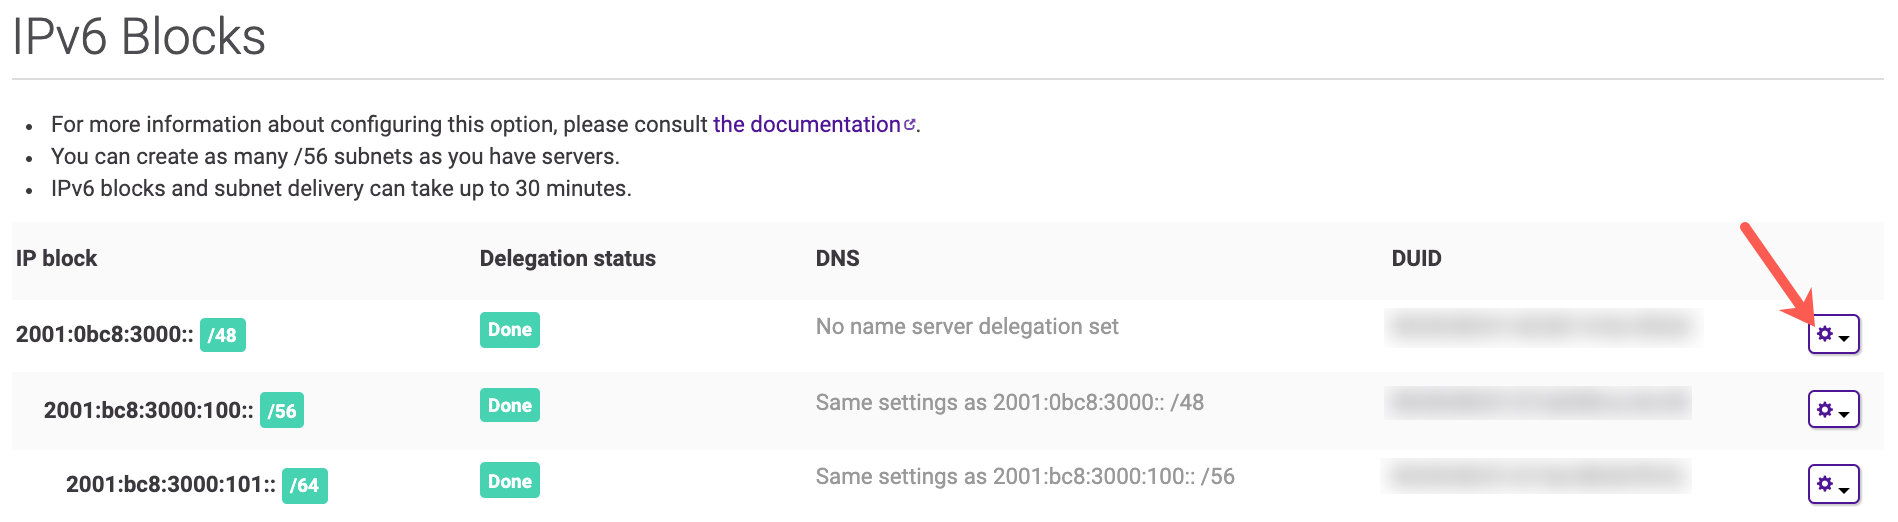 IPv6 Blocks
• For more information about configuring this option, please consult the documentation.
• You can create as many /56 subnets as you have servers.
• IPv6 blocks and subnet delivery can take up to 30 minutes.
IP block Delegation status DNS DUID
2001:0bc8:3000:: /48 Done No name server delegation set
2001:bc8:3000:100:: /56 Done Same settings as 2001:0bc8:3000:: /48
2001:bc8:3000:101:: /64 Done Same settings as 2001:bc8:3000:100:: /56